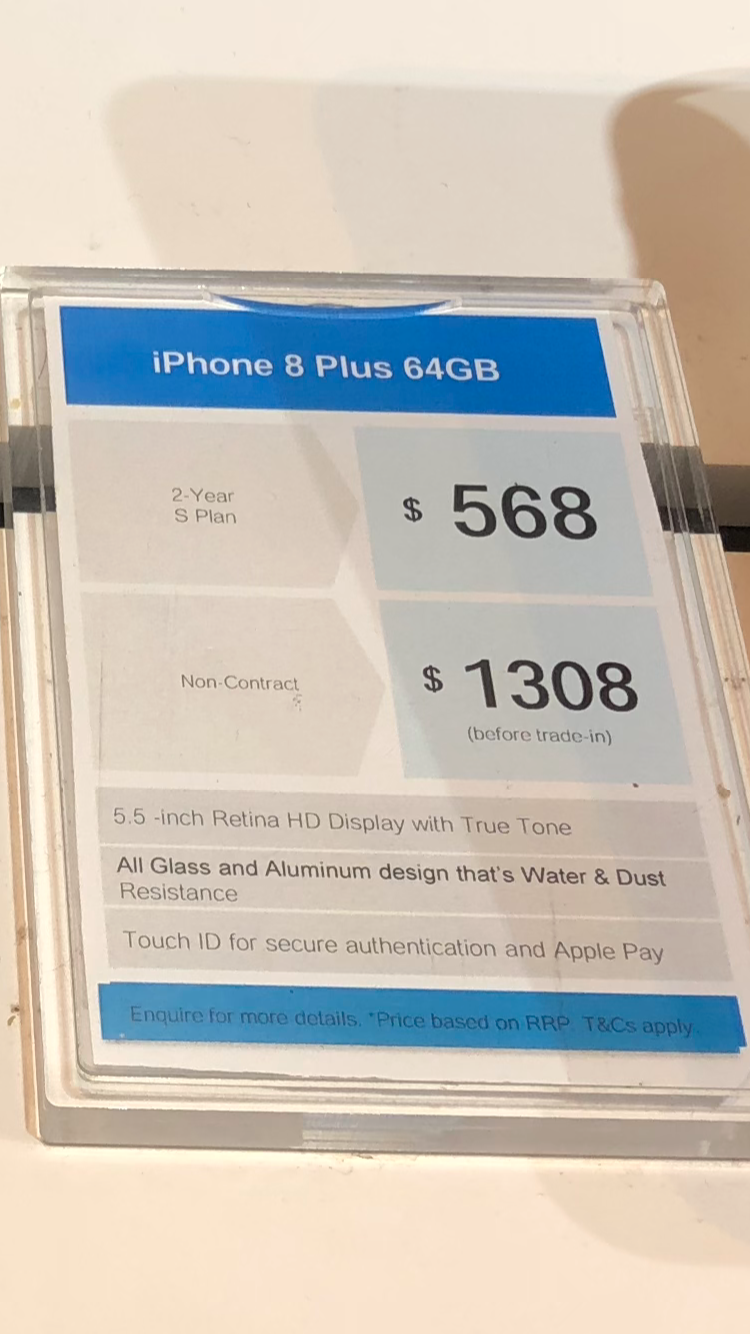 iPhone 8 Plus 64GB
2-Year
S Plan
$ 568
Non-Contract
$ 1308
(before trade-in)
5.5 -inch Retina HD Display with True Tone
All Glass and Aluminum design that's Water & Dust
Resistance
Touch ID for secure authentication and Apple Pay
Enquire for more details. *Price based on RRP. T&Cs apply.